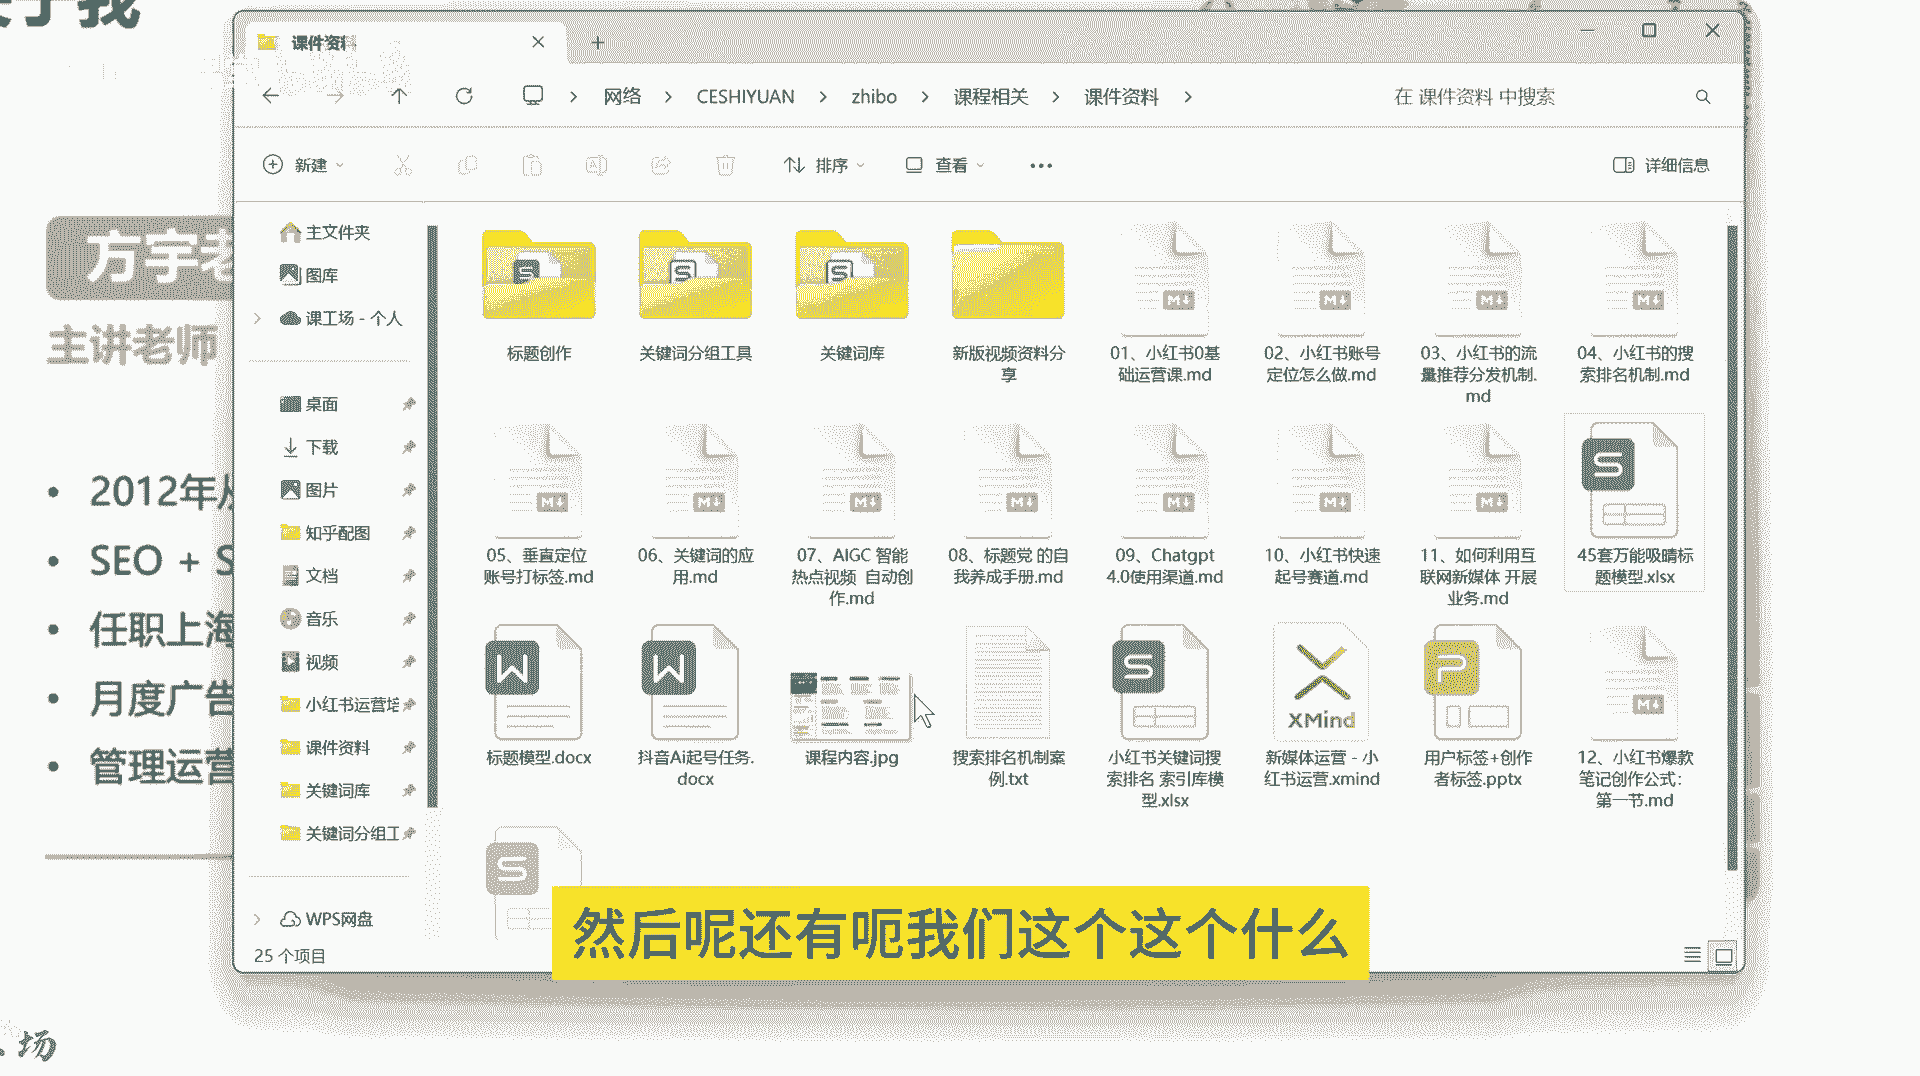 课件资料
网络
CESHIYUAN
zhibo
课程相关
课件资料
在 课件资料 中搜索
新建
排序
查看
详细信息
方宇老
主讲老师
2012年从
SEO + S
任职上海
月度广告
管理运营
主文件夹
图库
课工场 - 个人
桌面
下载
图片
知乎配图
文档
音乐
视频
小红书运营培
课件资料
关键词库
关键词分组工
WPS网盘
25 个项目
标题创作
关键词分组工具
关键词库
新版视频资料分
享
01、小红书0基
础运营课.md
02、小红书账号
定位怎么做.md
03、小红书的流
量推荐分发机制.
md
04、小红书的搜
索排名机制.md
05、垂直定位
账号打标签.md
06、关键词的应
用.md
07、AIGC 智能
热点视频 自动创
作.md
08、标题党 的自
我养成手册.md
09、Chatgpt
4.0使用渠道.md
10、小红书快速
起号赛道.md
11、如何利用互
联网新媒体 开展
业务.md
45套万能吸睛标
题模型.xlsx
标题模型.docx
抖音Ai起号任务.
docx
课程内容.jpg
搜索排名机制案
例.txt
小红书关键词搜
索排名 索引库模
型.xlsx
XMind
新媒体运营 - 小
红书运营.xmind
用户标签+创作
者标签.pptx
12、小红书爆款
笔记创作公式：
第一节.md
然后呢还有呃我们这个这个什么
场